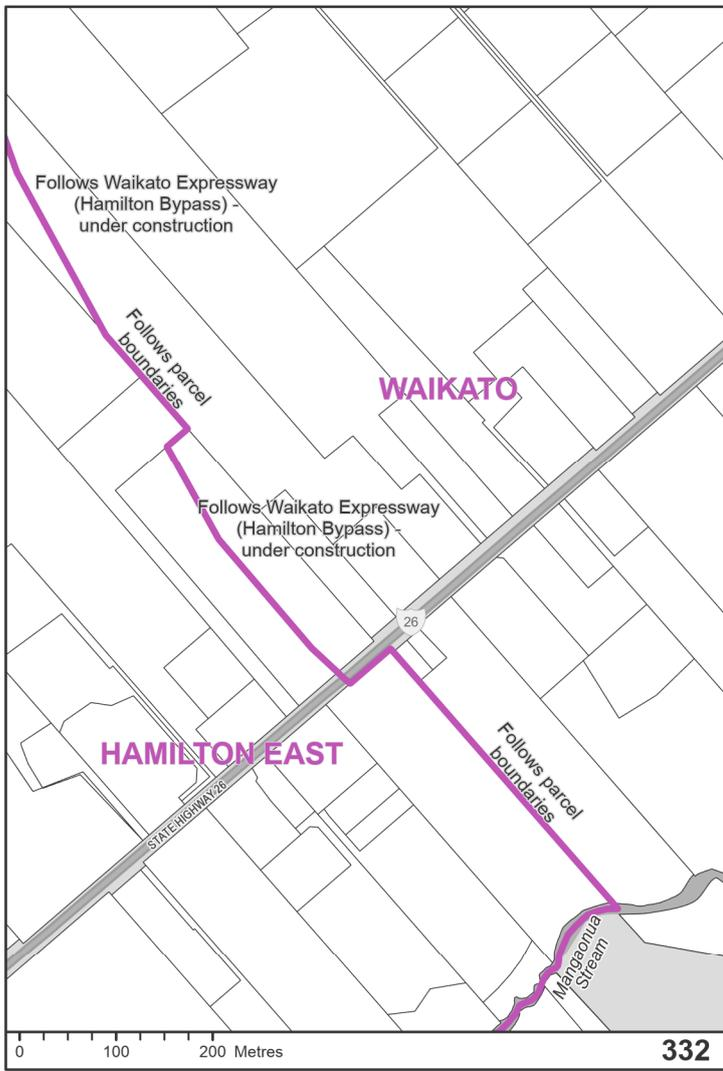 Follows Waikato Expressway
(Hamilton Bypass) -
under construction
Follows parcel
boundaries
WAIKATO
Follows Waikato Expressway
(Hamilton Bypass) -
under construction
26
HAMILTON EAST
STATE HIGHWAY 26
Follows parcel
boundaries
Mangaonua
Stream
0 100 200 Metres
332